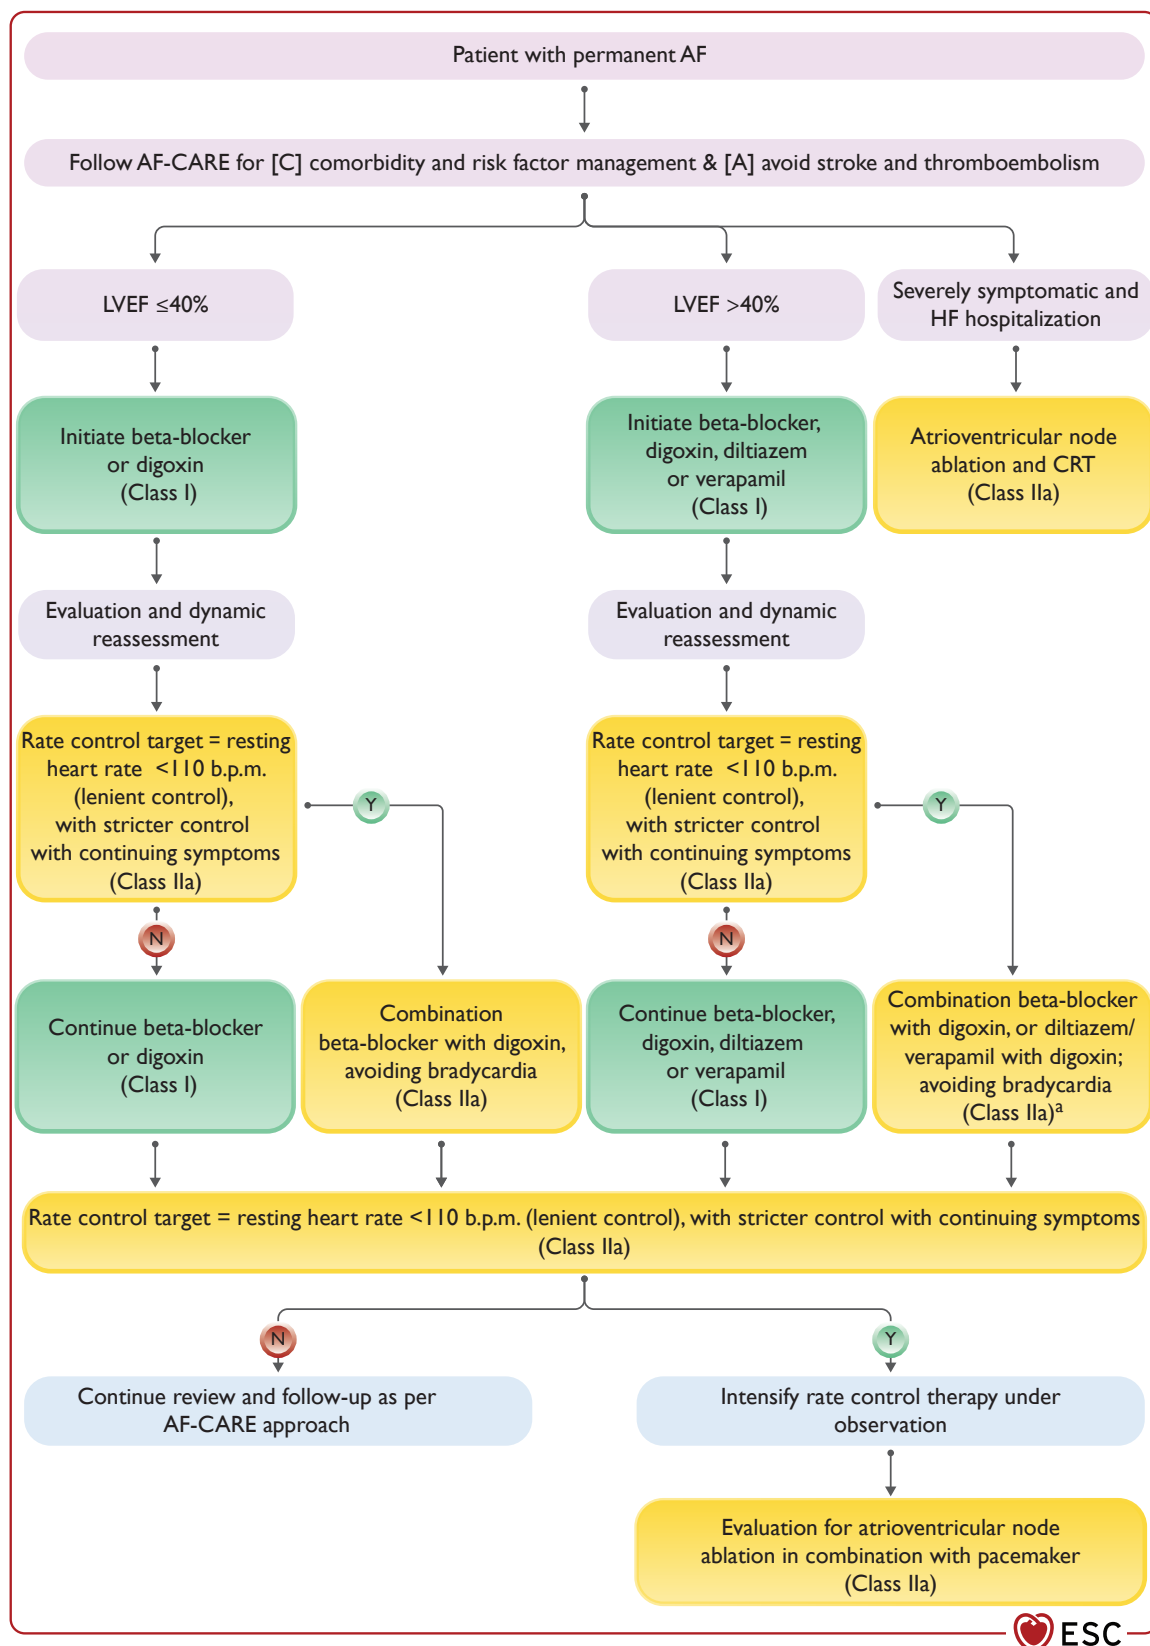 Patient with permanent AF
Follow AF-CARE for [C] comorbidity and risk factor management & [A] avoid stroke and thromboembolism
LVEF ≤40%
LVEF >40%
Severely symptomatic and
HF hospitalization
Initiate beta-blocker
or digoxin
(Class I)
Initiate beta-blocker,
digoxin, diltiazem
or verapamil
(Class I)
Atrioventricular node
ablation and CRT
(Class IIa)
Evaluation and dynamic
reassessment
Evaluation and dynamic
reassessment
Rate control target = resting
heart rate <110 b.p.m.
(lenient control),
with stricter control
with continuing symptoms
(Class IIa)
Y
Rate control target = resting
heart rate <110 b.p.m.
(lenient control),
with stricter control
with continuing symptoms
(Class IIa)
Y
N
N
Continue beta-blocker
or digoxin
(Class I)
Combination
beta-blocker with digoxin,
avoiding bradycardia
(Class IIa)
Continue beta-blocker,
digoxin, diltiazem
or verapamil
(Class I)
Combination beta-blocker
with digoxin, or diltiazem/
verapamil with digoxin;
avoiding bradycardia
(Class IIa)ᵃ
Rate control target = resting heart rate <110 b.p.m. (lenient control), with stricter control with continuing symptoms
(Class IIa)
N
Y
Continue review and follow-up as per
AF-CARE approach
Intensify rate control therapy under
observation
Evaluation for atrioventricular node
ablation in combination with pacemaker
(Class IIa)
ESC